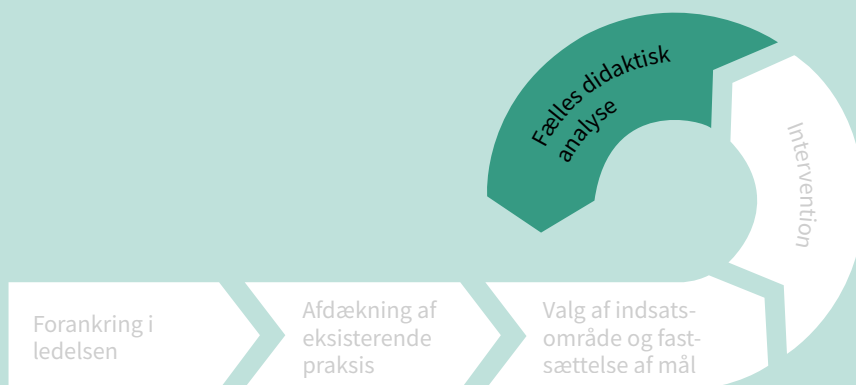 Fælles didaktisk
analyse
Intervention
Forankring i
ledelsen
Afdækning af
eksisterende
praksis
Valg af indsats-
område og fast-
sættelse af mål